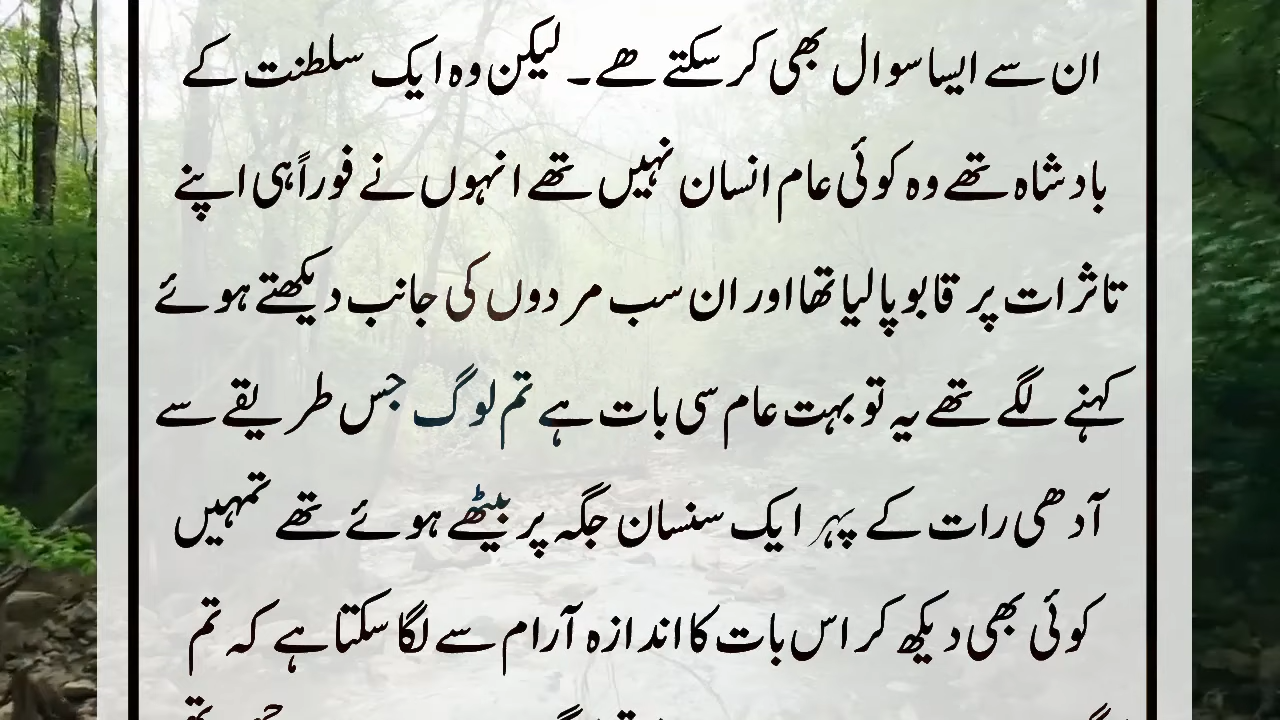 ان سے ایسا سوال بھی کر سکتے ھے۔ لیکن وہ ایک سلطنت کے
بادشاہ تھے وہ کوئی عام انسان نہیں تھے انہوں نے فوراً ہی اپنے
تاثرات پر قابو پا لیا تھا اور ان سب مردوں کی جانب دیکھتے ہوئے
کہنے لگے تھے یہ تو بہت عام سی بات ہے تم لوگ جس طریقے سے
آدھی رات کے پہر ایک سنسان جگہ پر بیٹھے ہوئے تھے تمہیں
کوئی بھی دیکھ کر اس بات کا اندازہ آرام سے لگا سکتا ہے کہ تم